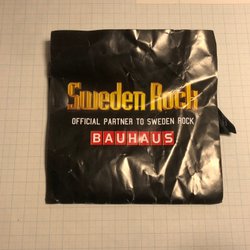 Sweden Rock
OFFICIAL PARTNER TO SWEDEN ROCK
BAUHAUS